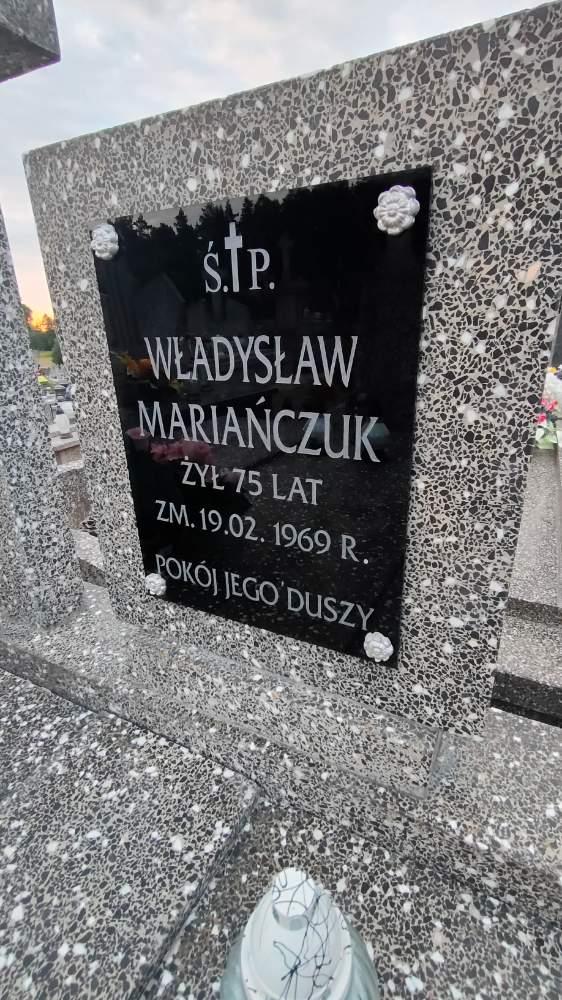 Ś.†P.
WŁADYSŁAW
MARIAŃCZUK
ŻYŁ 75 LAT
ZM. 19.02. 1969 R.
POKÓJ JEGO DUSZY